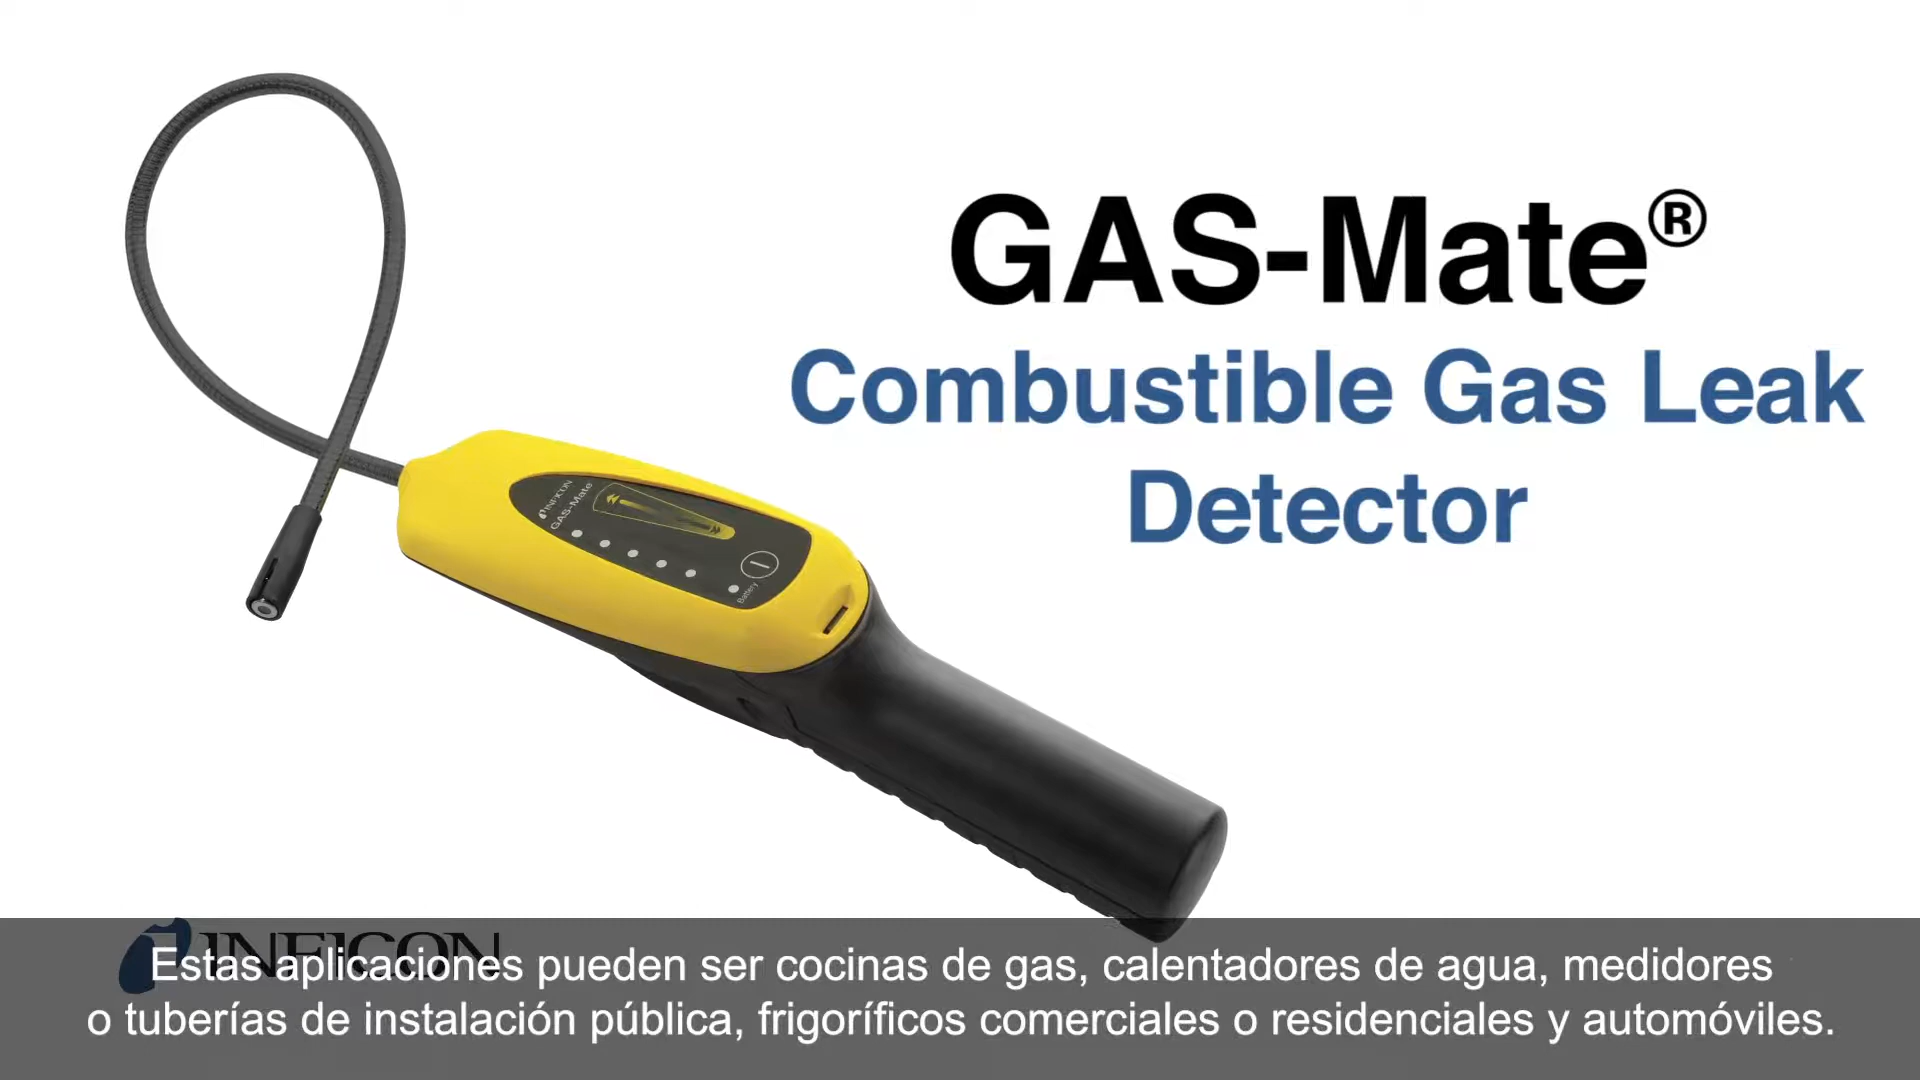 GAS-Mate®
Combustible Gas Leak
Detector
INFICON
GAS-Mate
Battery
INFICON
Estas aplicaciones pueden ser cocinas de gas, calentadores de agua, medidores
o tuberías de instalación pública, frigoríficos comerciales o residenciales y automóviles.